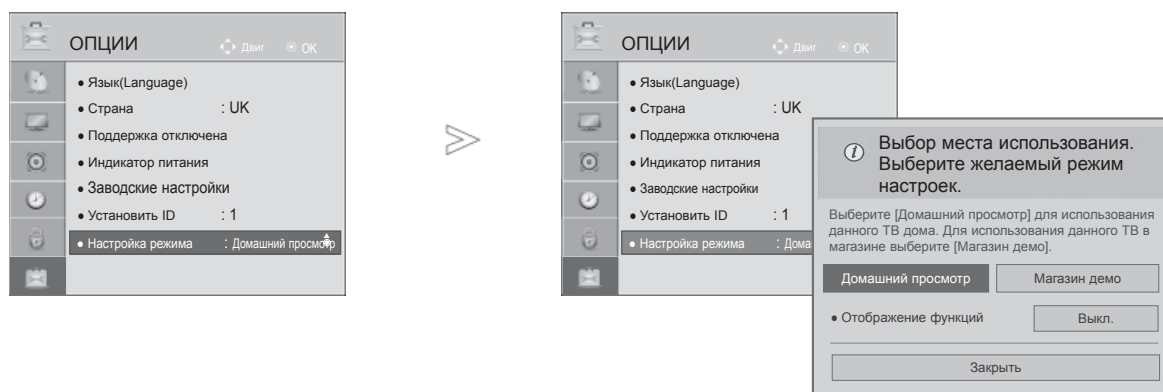 ОПЦИИ Двиг ОК
● Язык(Language)
● Страна : UK
● Поддержка отключена
● Индикатор питания
● Заводские настройки
● Установить ID : 1
● Настройка режима : Домашний просмотр
ОПЦИИ Двиг ОК
● Язык(Language)
● Страна : UK
● Поддержка отключена
● Индикатор питания
● Заводские настройки
● Установить ID : 1
● Настройка режима : Дома
Выбор места использования.
Выберите желаемый режим
настроек.
Выберите [Домашний просмотр] для использования
данного ТВ дома. Для использования данного ТВ в
магазине выберите [Магазин демо].
Домашний просмотр Магазин демо
● Отображение функций Выкл.
Закрыть